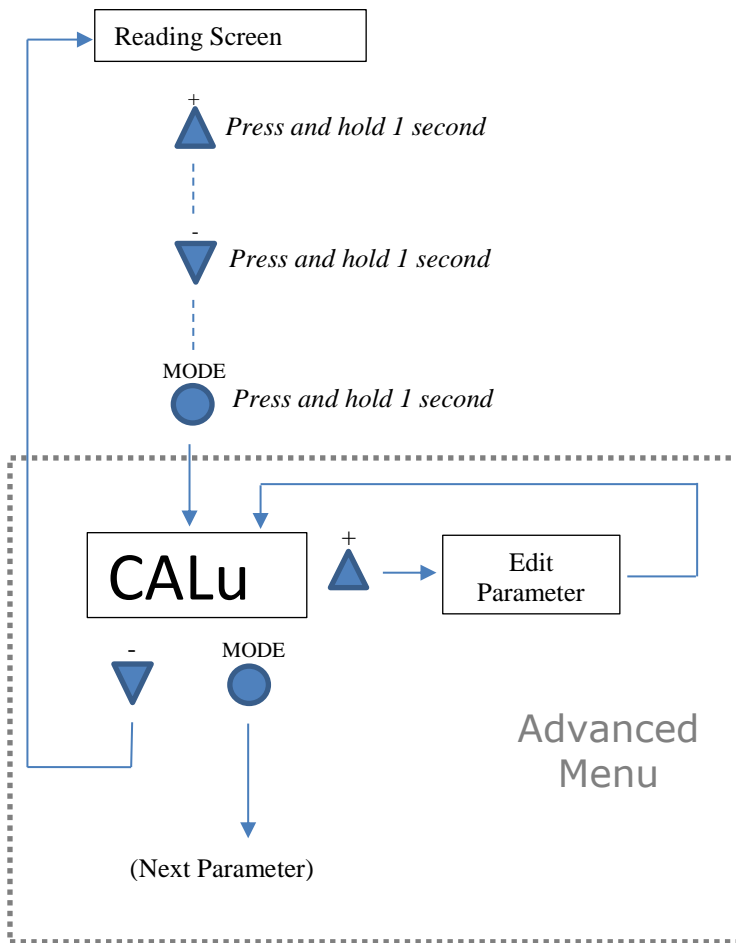 Reading Screen
+
Press and hold 1 second
-
Press and hold 1 second
MODE
Press and hold 1 second
CALu
+
Edit
Parameter
-
MODE
Advanced
Menu
(Next Parameter)